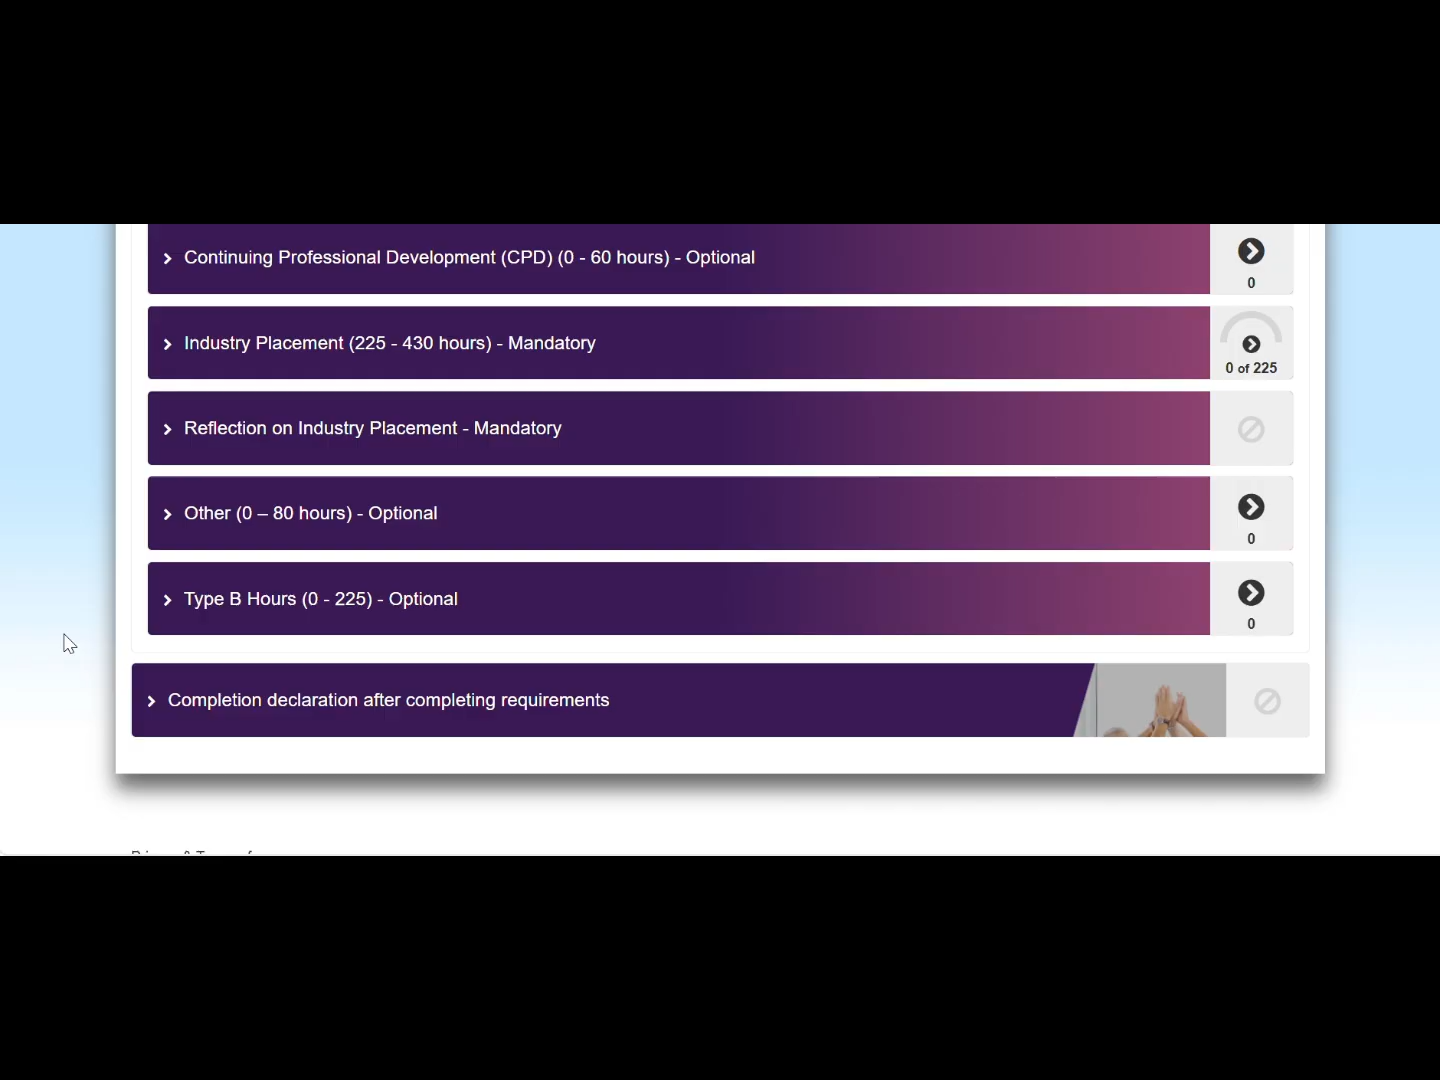 Continuing Professional Development (CPD) (0 - 60 hours) - Optional
0
Industry Placement (225 - 430 hours) - Mandatory
0 of 225
Reflection on Industry Placement - Mandatory
Other (0 – 80 hours) - Optional
0
Type B Hours (0 - 225) - Optional
0
Completion declaration after completing requirements